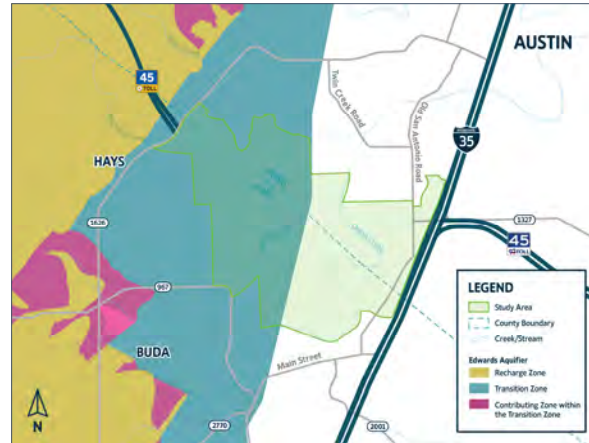 AUSTIN
45
TOLL
Twin Creek Road
Old San Antonio Road
35
HAYS
1626
1327
45
TOLL
967
BUDA
Main Street
2770
2001
N
LEGEND
Study Area
County Boundary
Creek/Stream
Edwards Aquifier
Recharge Zone
Transition Zone
Contributing Zone within
the Transition Zone